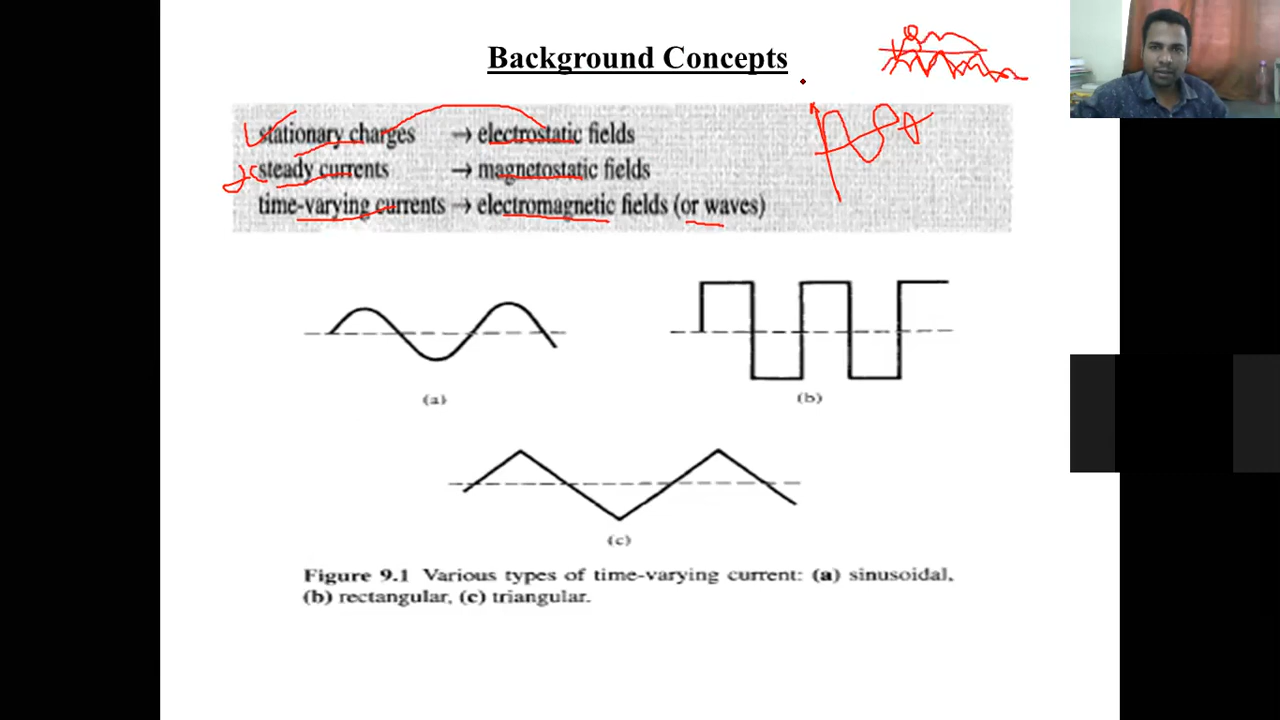 Background Concepts
stationary charges → electrostatic fields
steady currents → magnetostatic fields
time-varying currents → electromagnetic fields (or waves)
(a)
(b)
(c)
Figure 9.1 Various types of time-varying current: (a) sinusoidal,
(b) rectangular, (c) triangular.